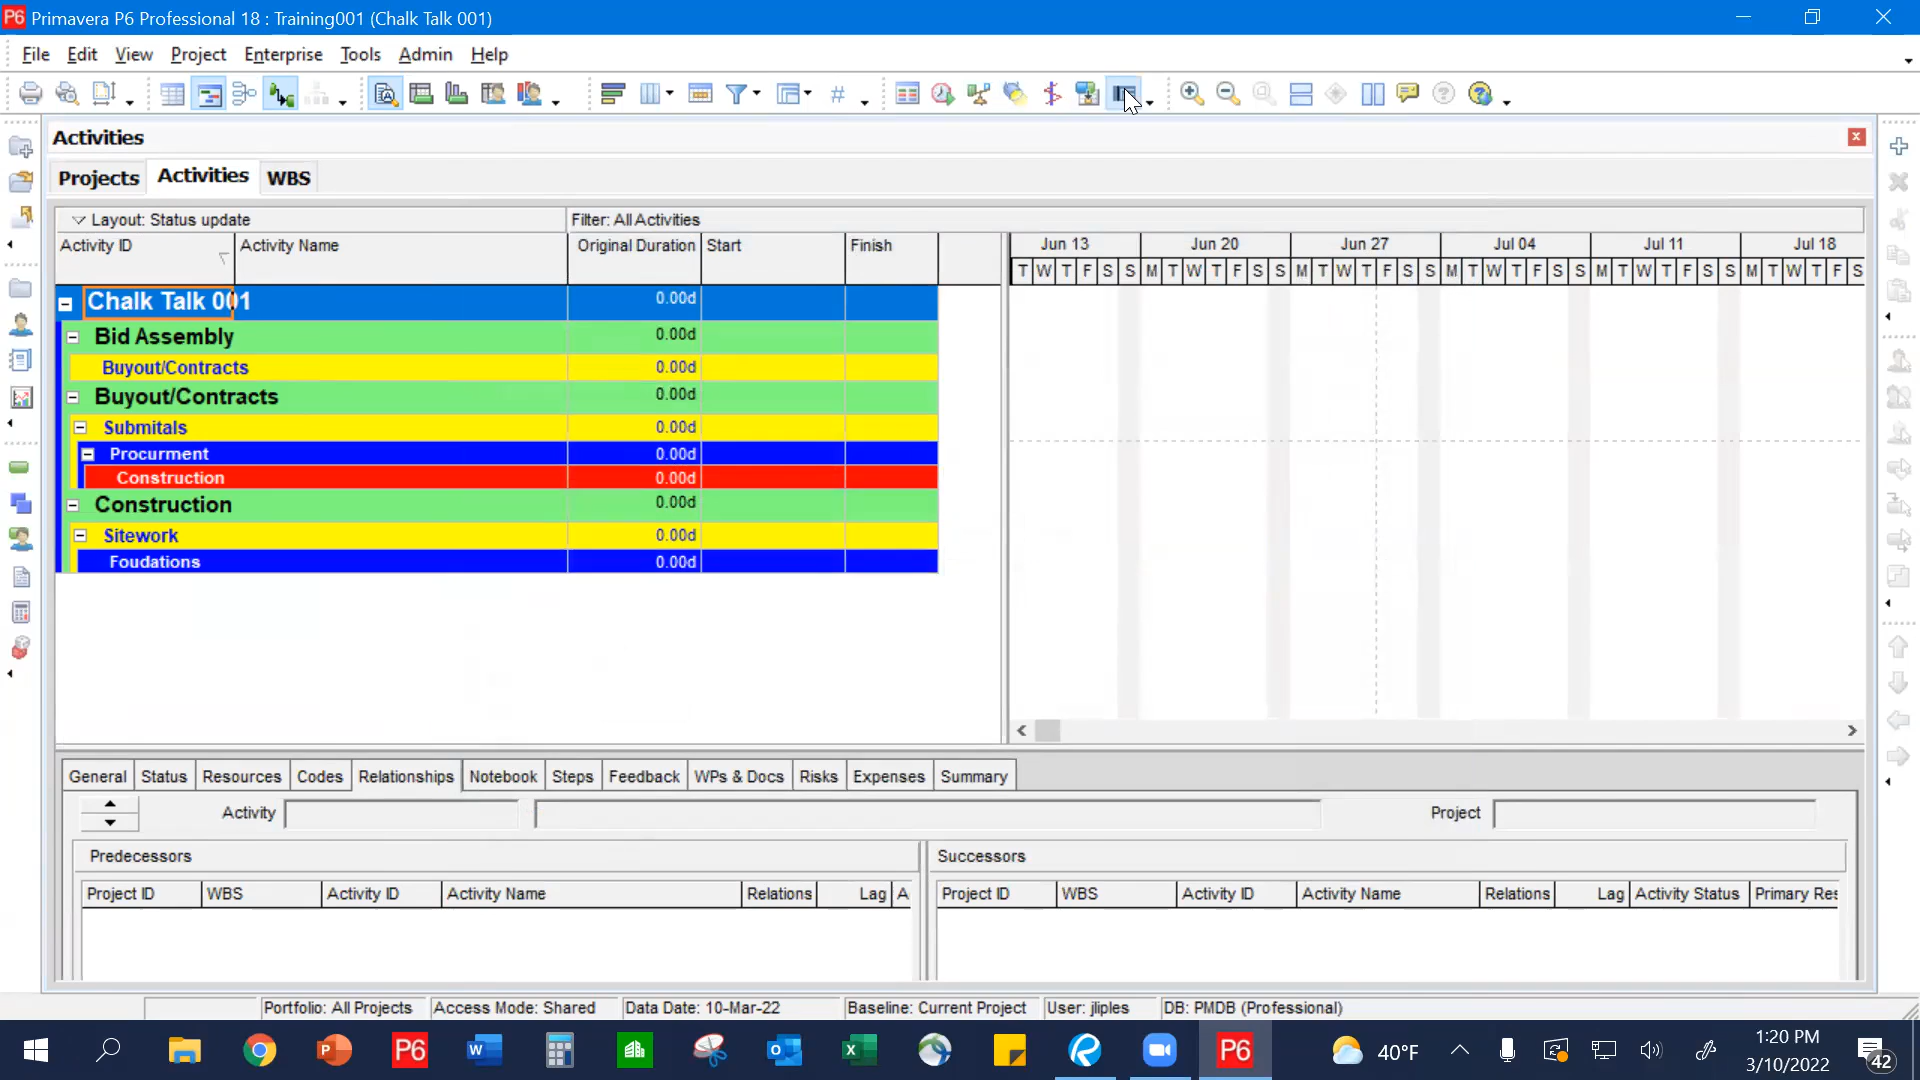 P6 Primavera P6 Professional 18 : Training001 (Chalk Talk 001)
File Edit View Project Enterprise Tools Admin Help
Activities
Projects Activities WBS
Layout: Status update Filter: All Activities
Activity ID Activity Name Original Duration Start Finish
Jun 13 Jun 20 Jun 27 Jul 04 Jul 11 Jul 18
T W T F S S M T W T F S S M T W T F S S M T W T F S S M T W T F S S M T W T F S
Chalk Talk 001 0.00d
Bid Assembly 0.00d
Buyout/Contracts 0.00d
Buyout/Contracts 0.00d
Submitals 0.00d
Procurment 0.00d
Construction 0.00d
Construction 0.00d
Sitework 0.00d
Foudations 0.00d
General Status Resources Codes Relationships Notebook Steps Feedback WPs & Docs Risks Expenses Summary
Activity Project
Predecessors Successors
Project ID WBS Activity ID Activity Name Relations Lag A Project ID WBS Activity ID Activity Name Relations Lag Activity Status Primary Res
Portfolio: All Projects Access Mode: Shared Data Date: 10-Mar-22 Baseline: Current Project User: jliples DB: PMDB (Professional)
P6 P6 40°F 1:20 PM
3/10/2022 42